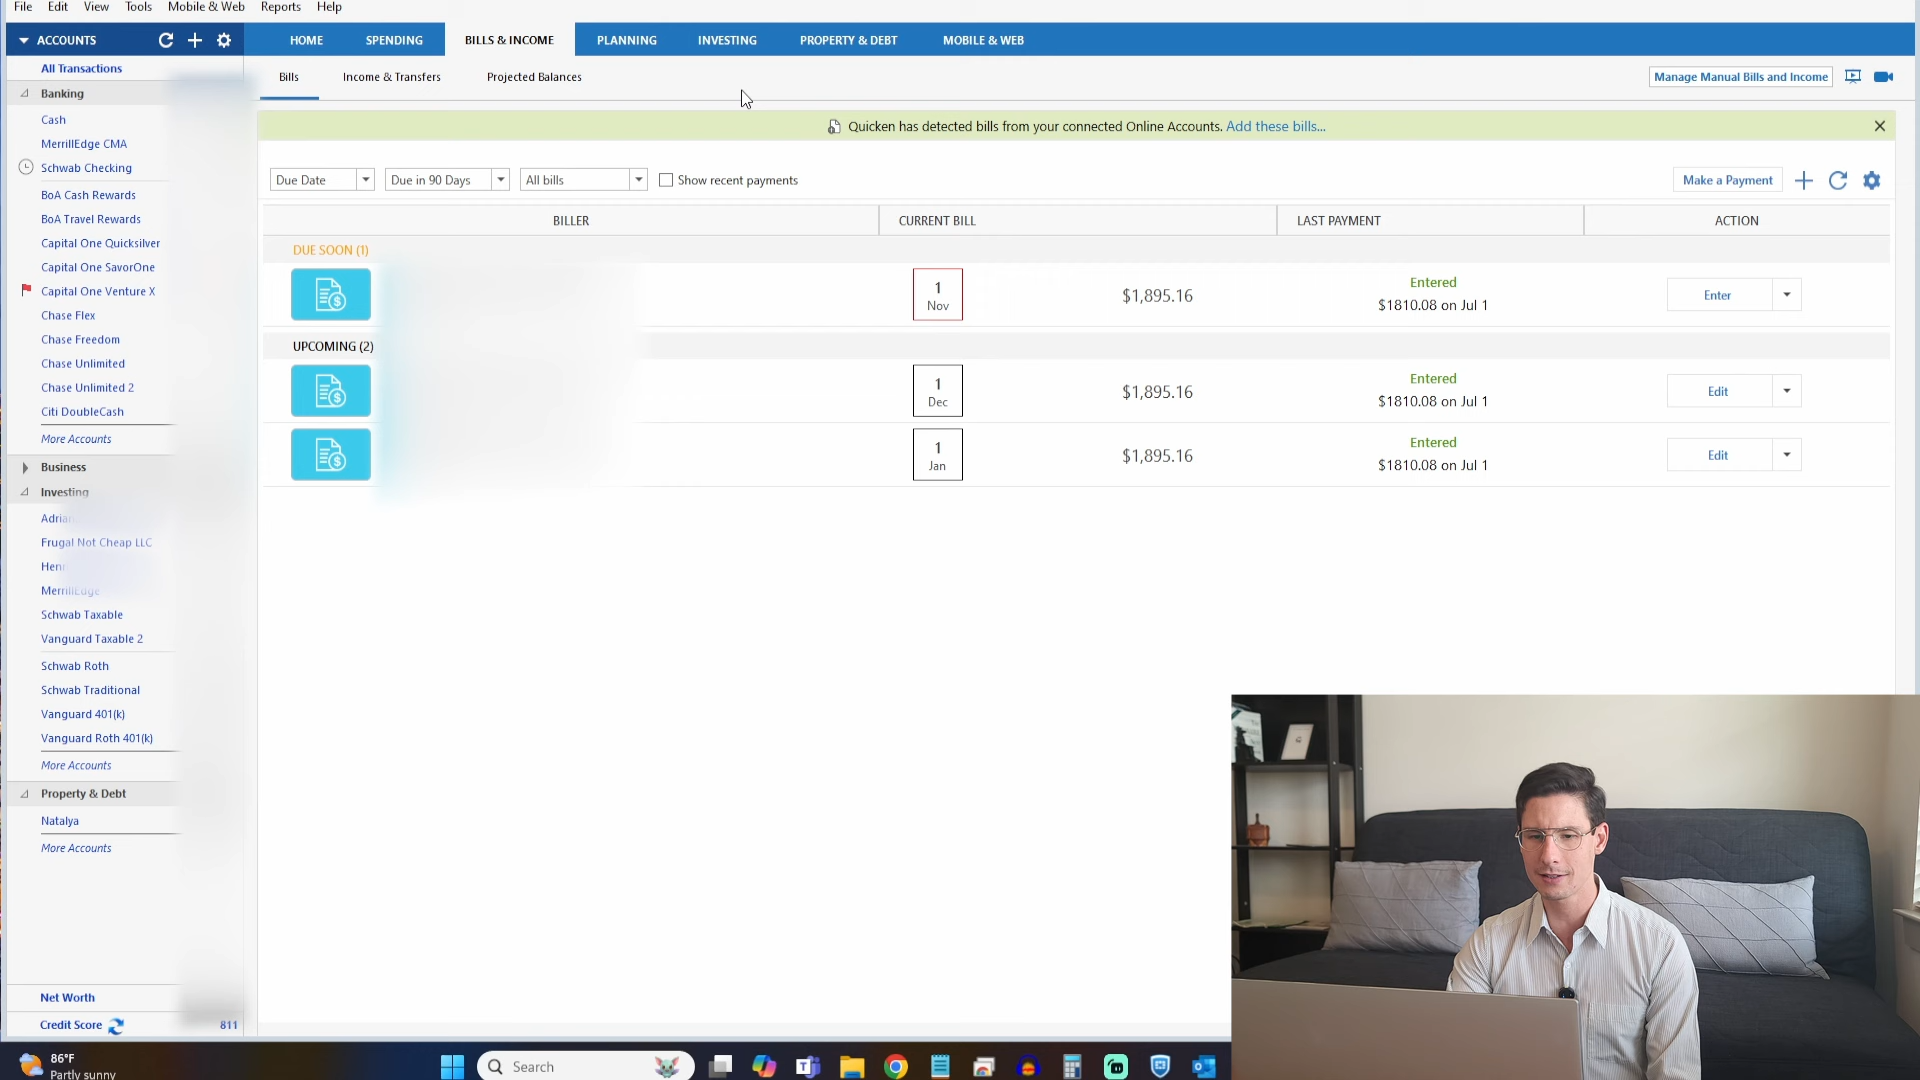 File Edit View Tools Mobile & Web Reports Help
ACCOUNTS
HOME SPENDING BILLS & INCOME PLANNING INVESTING PROPERTY & DEBT MOBILE & WEB
All Transactions
Bills Income & Transfers Projected Balances
Manage Manual Bills and Income
Banking
Cash
MerrillEdge CMA
Schwab Checking
BoA Cash Rewards
BoA Travel Rewards
Capital One Quicksilver
Capital One SavorOne
Capital One Venture X
Chase Flex
Chase Freedom
Chase Unlimited
Chase Unlimited 2
Citi DoubleCash
More Accounts
Business
Investing
Frugal Not Cheap LLC
MerrillEdge
Schwab Taxable
Vanguard Taxable 2
Schwab Roth
Schwab Traditional
Vanguard 401(k)
Vanguard Roth 401(k)
More Accounts
Property & Debt
Natalya
More Accounts
Net Worth
Credit Score 811
Quicken has detected bills from your connected Online Accounts. Add these bills...
Due Date Due in 90 Days All bills Show recent payments
Make a Payment
BILLER CURRENT BILL LAST PAYMENT ACTION
DUE SOON (1)
1 Nov $1,895.16 Entered $1810.08 on Jul 1 Enter
UPCOMING (2)
1 Dec $1,895.16 Entered $1810.08 on Jul 1 Edit
1 Jan $1,895.16 Entered $1810.08 on Jul 1 Edit
86°F
Partly sunny
Search